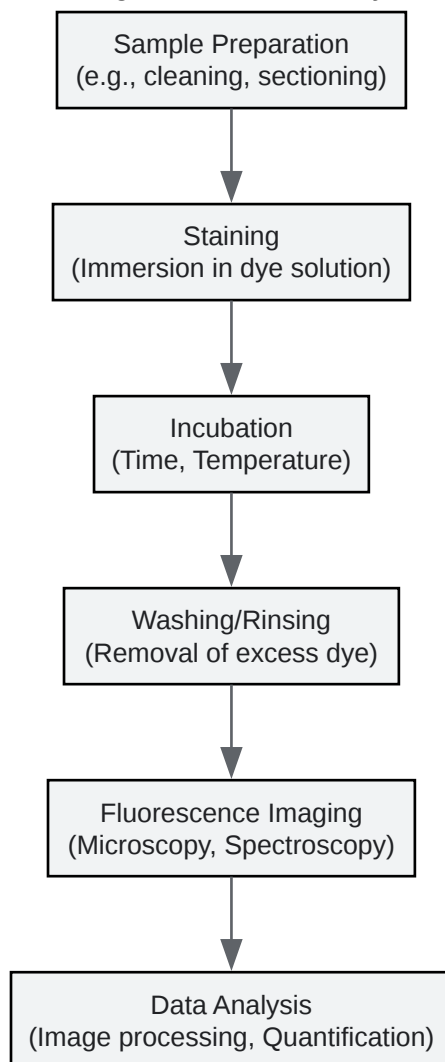 Sample Preparation
(e.g., cleaning, sectioning)
Staining
(Immersion in dye solution)
Incubation
(Time, Temperature)
Washing/Rinsing
(Removal of excess dye)
Fluorescence Imaging
(Microscopy, Spectroscopy)
Data Analysis
(Image processing, Quantification)